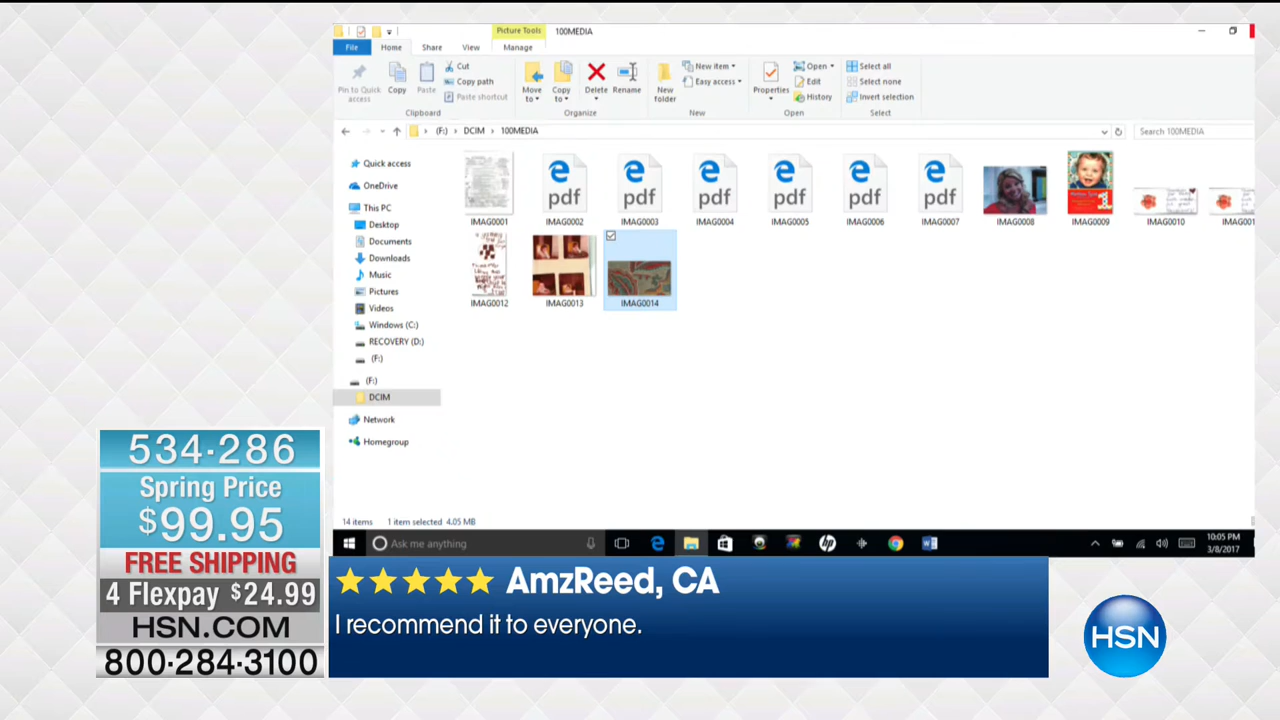 Picture Tools
100MEDIA
File
Home
Share
View
Manage
Pin to Quick access
Copy
Paste
Cut
Copy path
Paste shortcut
Clipboard
Move to
Copy to
Delete
Rename
Organize
New folder
New item
Easy access
New
Properties
Open
Edit
History
Open
Select all
Select none
Invert selection
Select
(F:) > DCIM > 100MEDIA
Search 100MEDIA
Quick access
OneDrive
This PC
Desktop
Documents
Downloads
Music
Pictures
Videos
Windows (C:)
RECOVERY (D:)
(F:)
(F:)
DCIM
Network
Homegroup
pdf
pdf
pdf
pdf
pdf
pdf
IMAG0001
IMAG0002
IMAG0003
IMAG0004
IMAG0005
IMAG0006
IMAG0007
IMAG0008
IMAG0009
IMAG0010
IMAG001
IMAG0012
IMAG0013
IMAG0014
14 items
1 item selected 4.05 MB
Ask me anything
10:05 PM
3/8/2017
534·286
Spring Price
$99.95
FREE SHIPPING
4 Flexpay $24.99
HSN.COM
800·284·3100
AmzReed, CA
I recommend it to everyone.
HSN